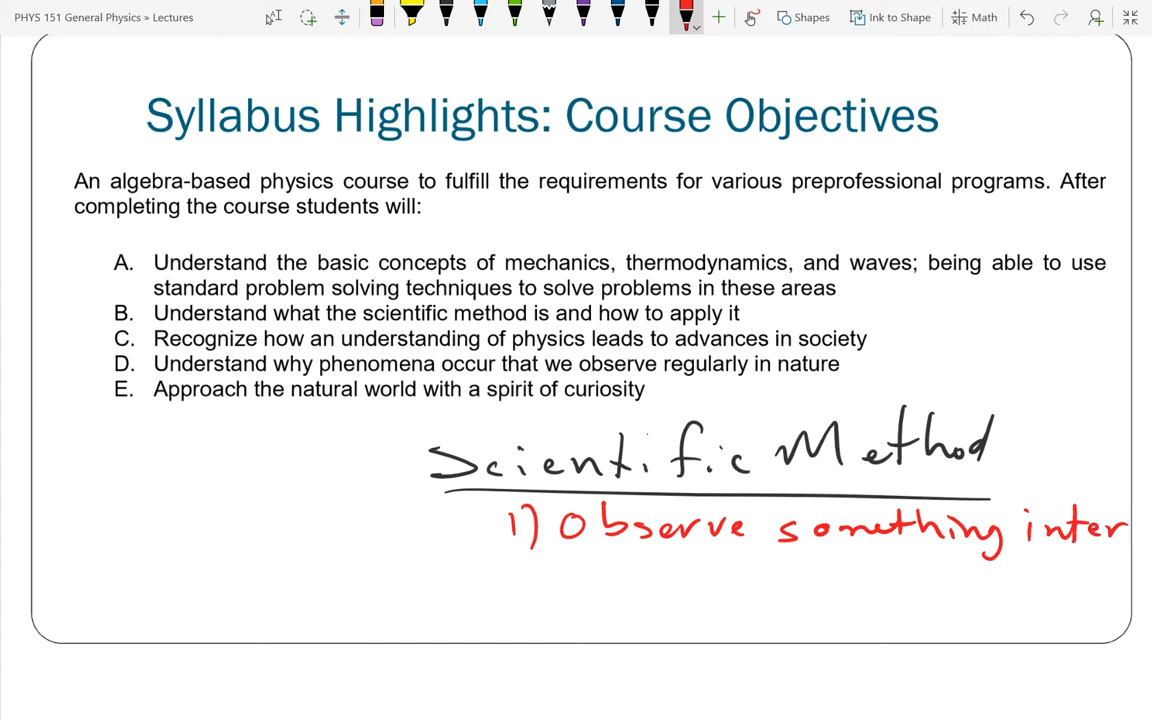 PHYS 151 General Physics » Lectures
Shapes
Ink to Shape
Math
Syllabus Highlights: Course Objectives
An algebra-based physics course to fulfill the requirements for various preprofessional programs. After
completing the course students will:
A. Understand the basic concepts of mechanics, thermodynamics, and waves; being able to use
standard problem solving techniques to solve problems in these areas
B. Understand what the scientific method is and how to apply it
C. Recognize how an understanding of physics leads to advances in society
D. Understand why phenomena occur that we observe regularly in nature
E. Approach the natural world with a spirit of curiosity
Scientific Method
1) Observe something inter